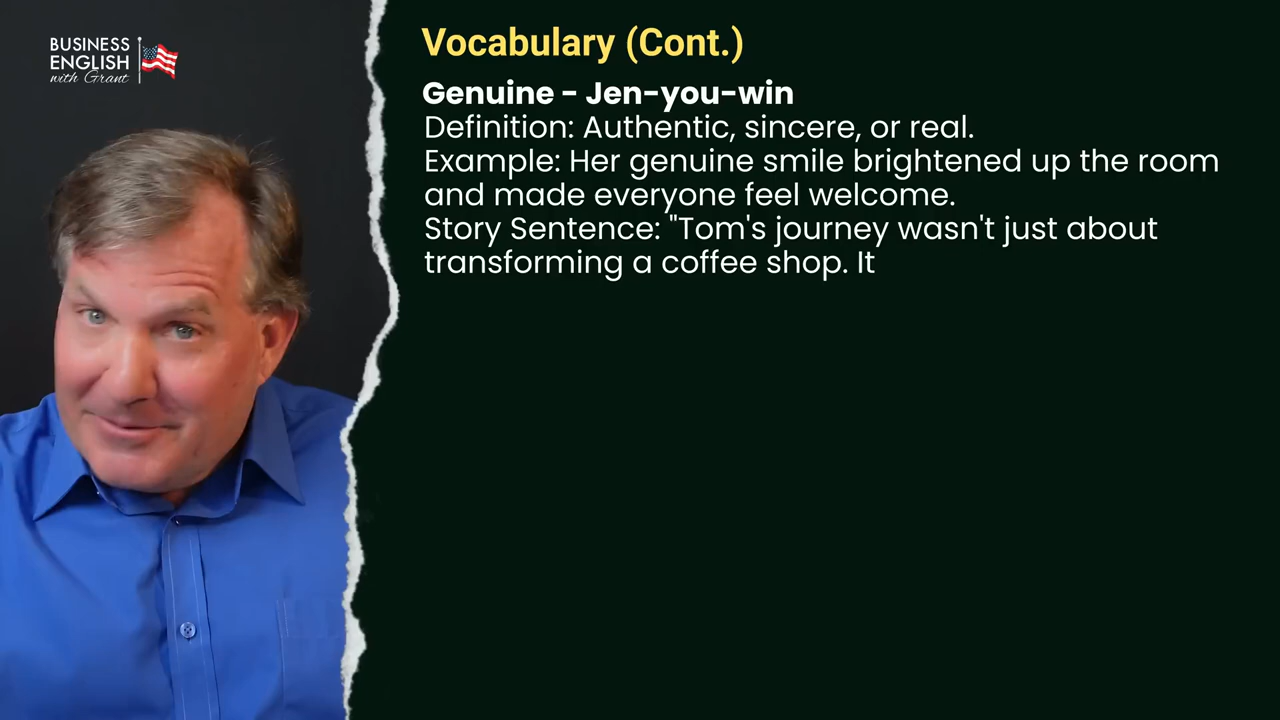 BUSINESS
ENGLISH
with Grant
Vocabulary (Cont.)
Genuine - Jen-you-win
Definition: Authentic, sincere, or real.
Example: Her genuine smile brightened up the room
and made everyone feel welcome.
Story Sentence: "Tom's journey wasn't just about
transforming a coffee shop. It